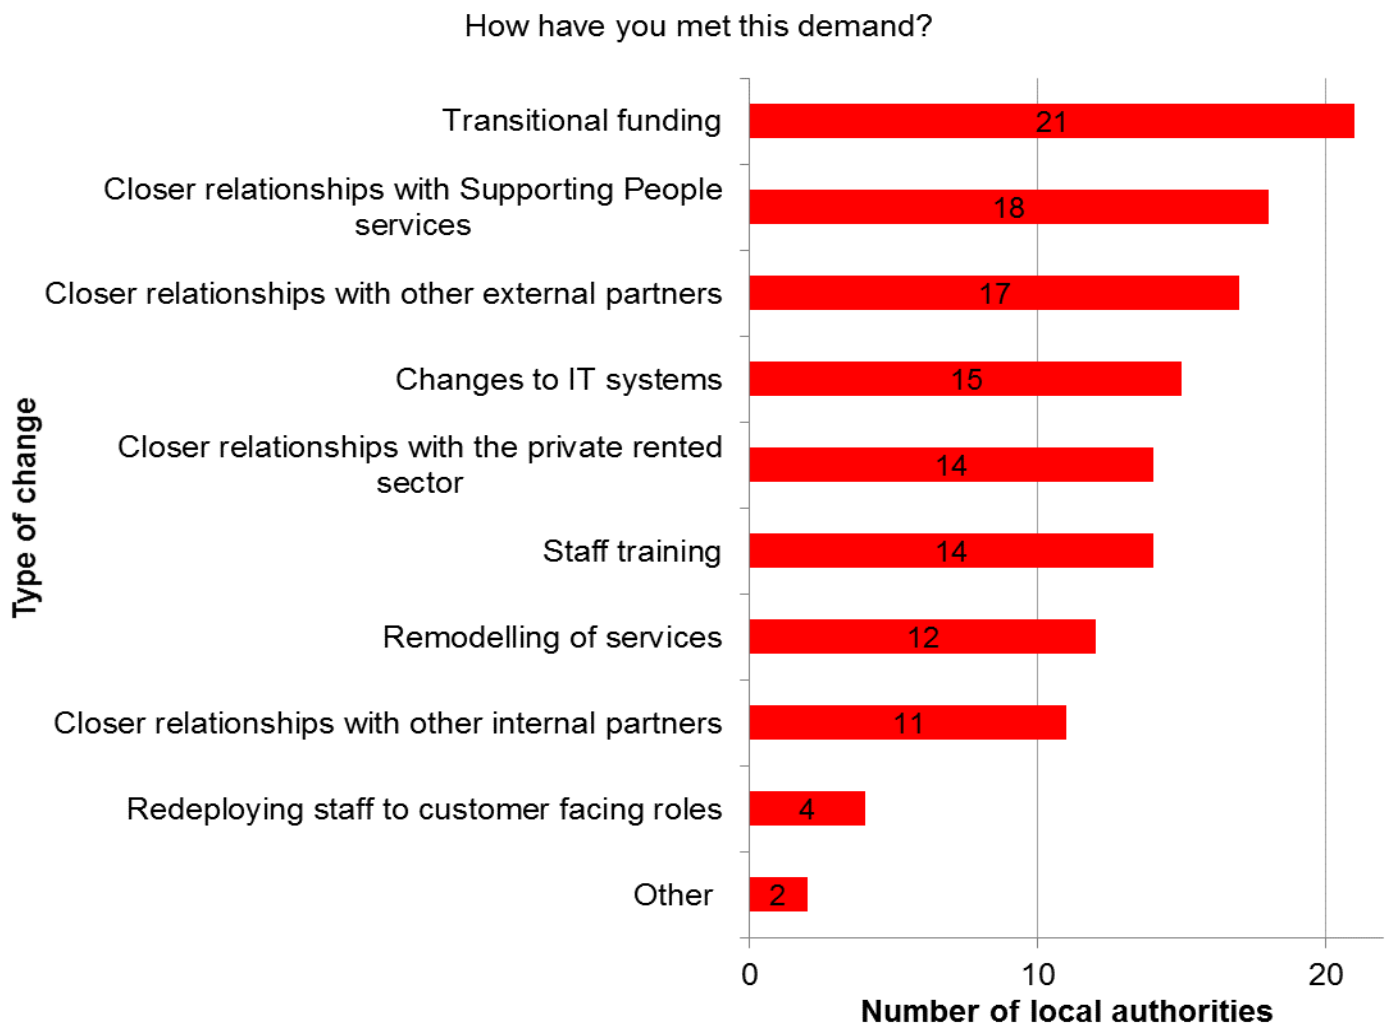 How have you met this demand?
Transitional funding
21
Closer relationships with Supporting People
services
18
Closer relationships with other external partners
17
Changes to IT systems
15
Closer relationships with the private rented
sector
14
Staff training
14
Remodelling of services
12
Closer relationships with other internal partners
11
Redeploying staff to customer facing roles
4
Other
2
Type of change
0 10 20
Number of local authorities